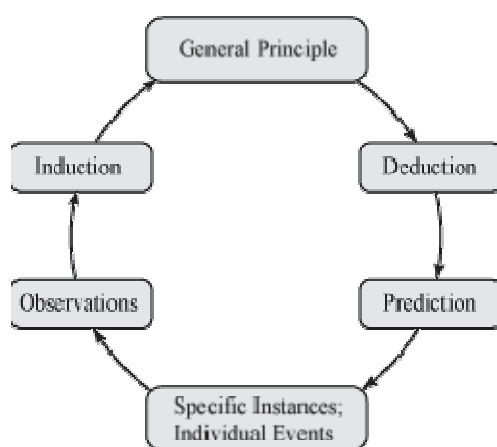 General Principle
Induction
Deduction
Observations
Prediction
Specific Instances;
Individual Events